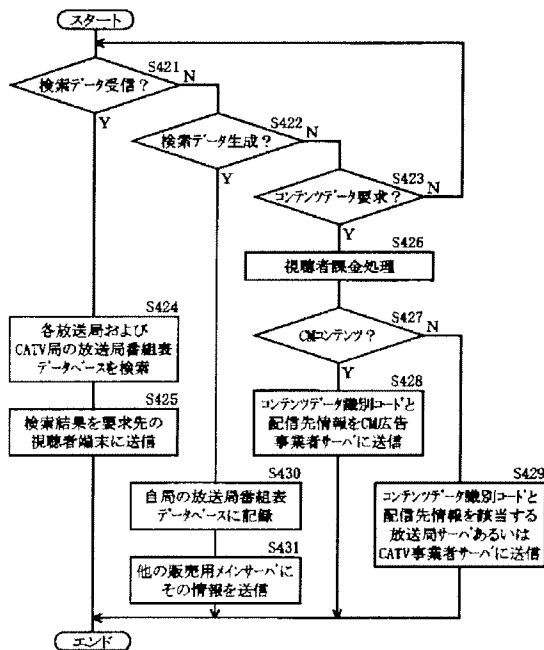 スタート
S421
検索データ受信?
N
Y
S422
検索データ生成?
N
Y
S423
コンテンツデータ要求?
N
Y
S426
視聴者課金処理
S427
CMコンテンツ?
N
Y
S424
各放送局および
CATV局の放送局番組表
データベースを検索
S425
検索結果を要求先の
視聴者端末に送信
S428
コンテンツデータ識別コードと
配信先情報をCM広告
事業者サーバに送信
S429
コンテンツデータ識別コードと
配信先情報を該当する
放送局サーバあるいは
CATV事業者サーバに送信
S430
自局の放送局番組表
データベースに記録
S431
他の販売用メインサーバに
その情報を送信
エンド